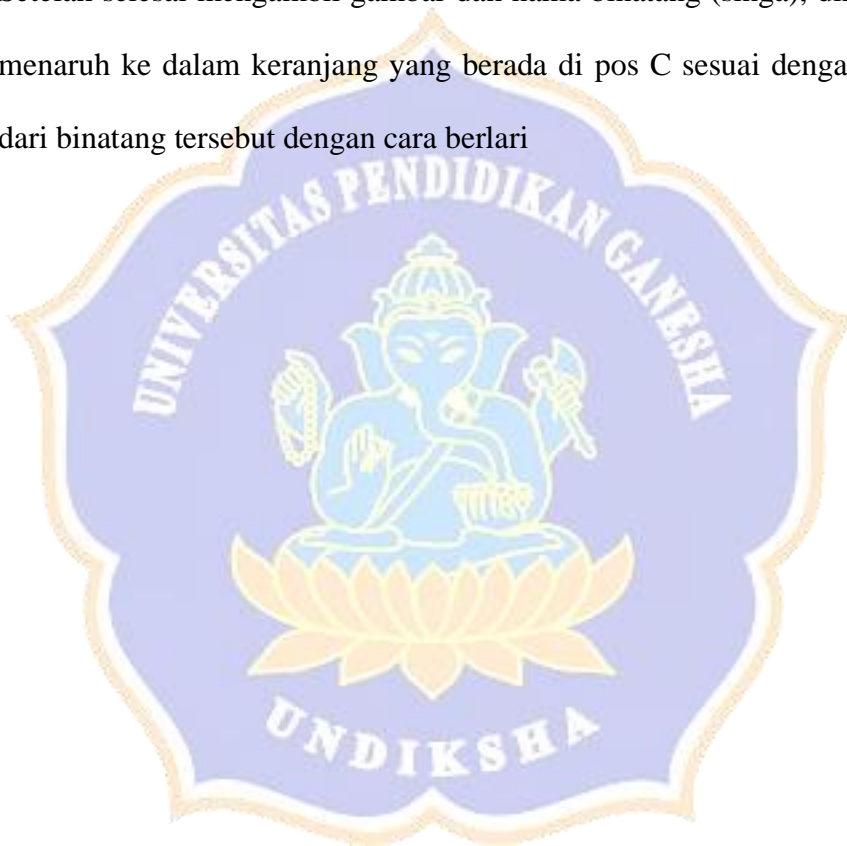 menaruh ke dalam keranjang yang berada di pos C sesuai denga
dari binatang tersebut dengan cara berlari
UNIVERSITAS PENDIDIKAN GANESHA
UNDIKSHA